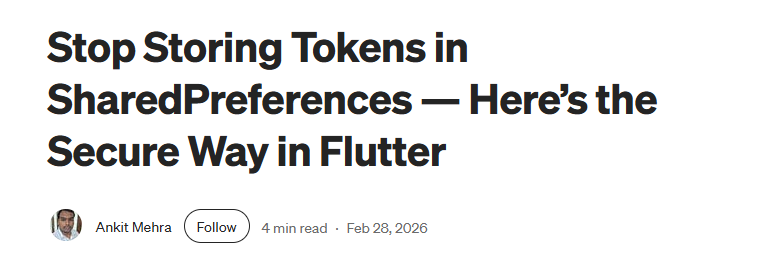 Stop Storing Tokens in
SharedPreferences — Here’s the
Secure Way in Flutter
Ankit Mehra Follow 4 min read · Feb 28, 2026